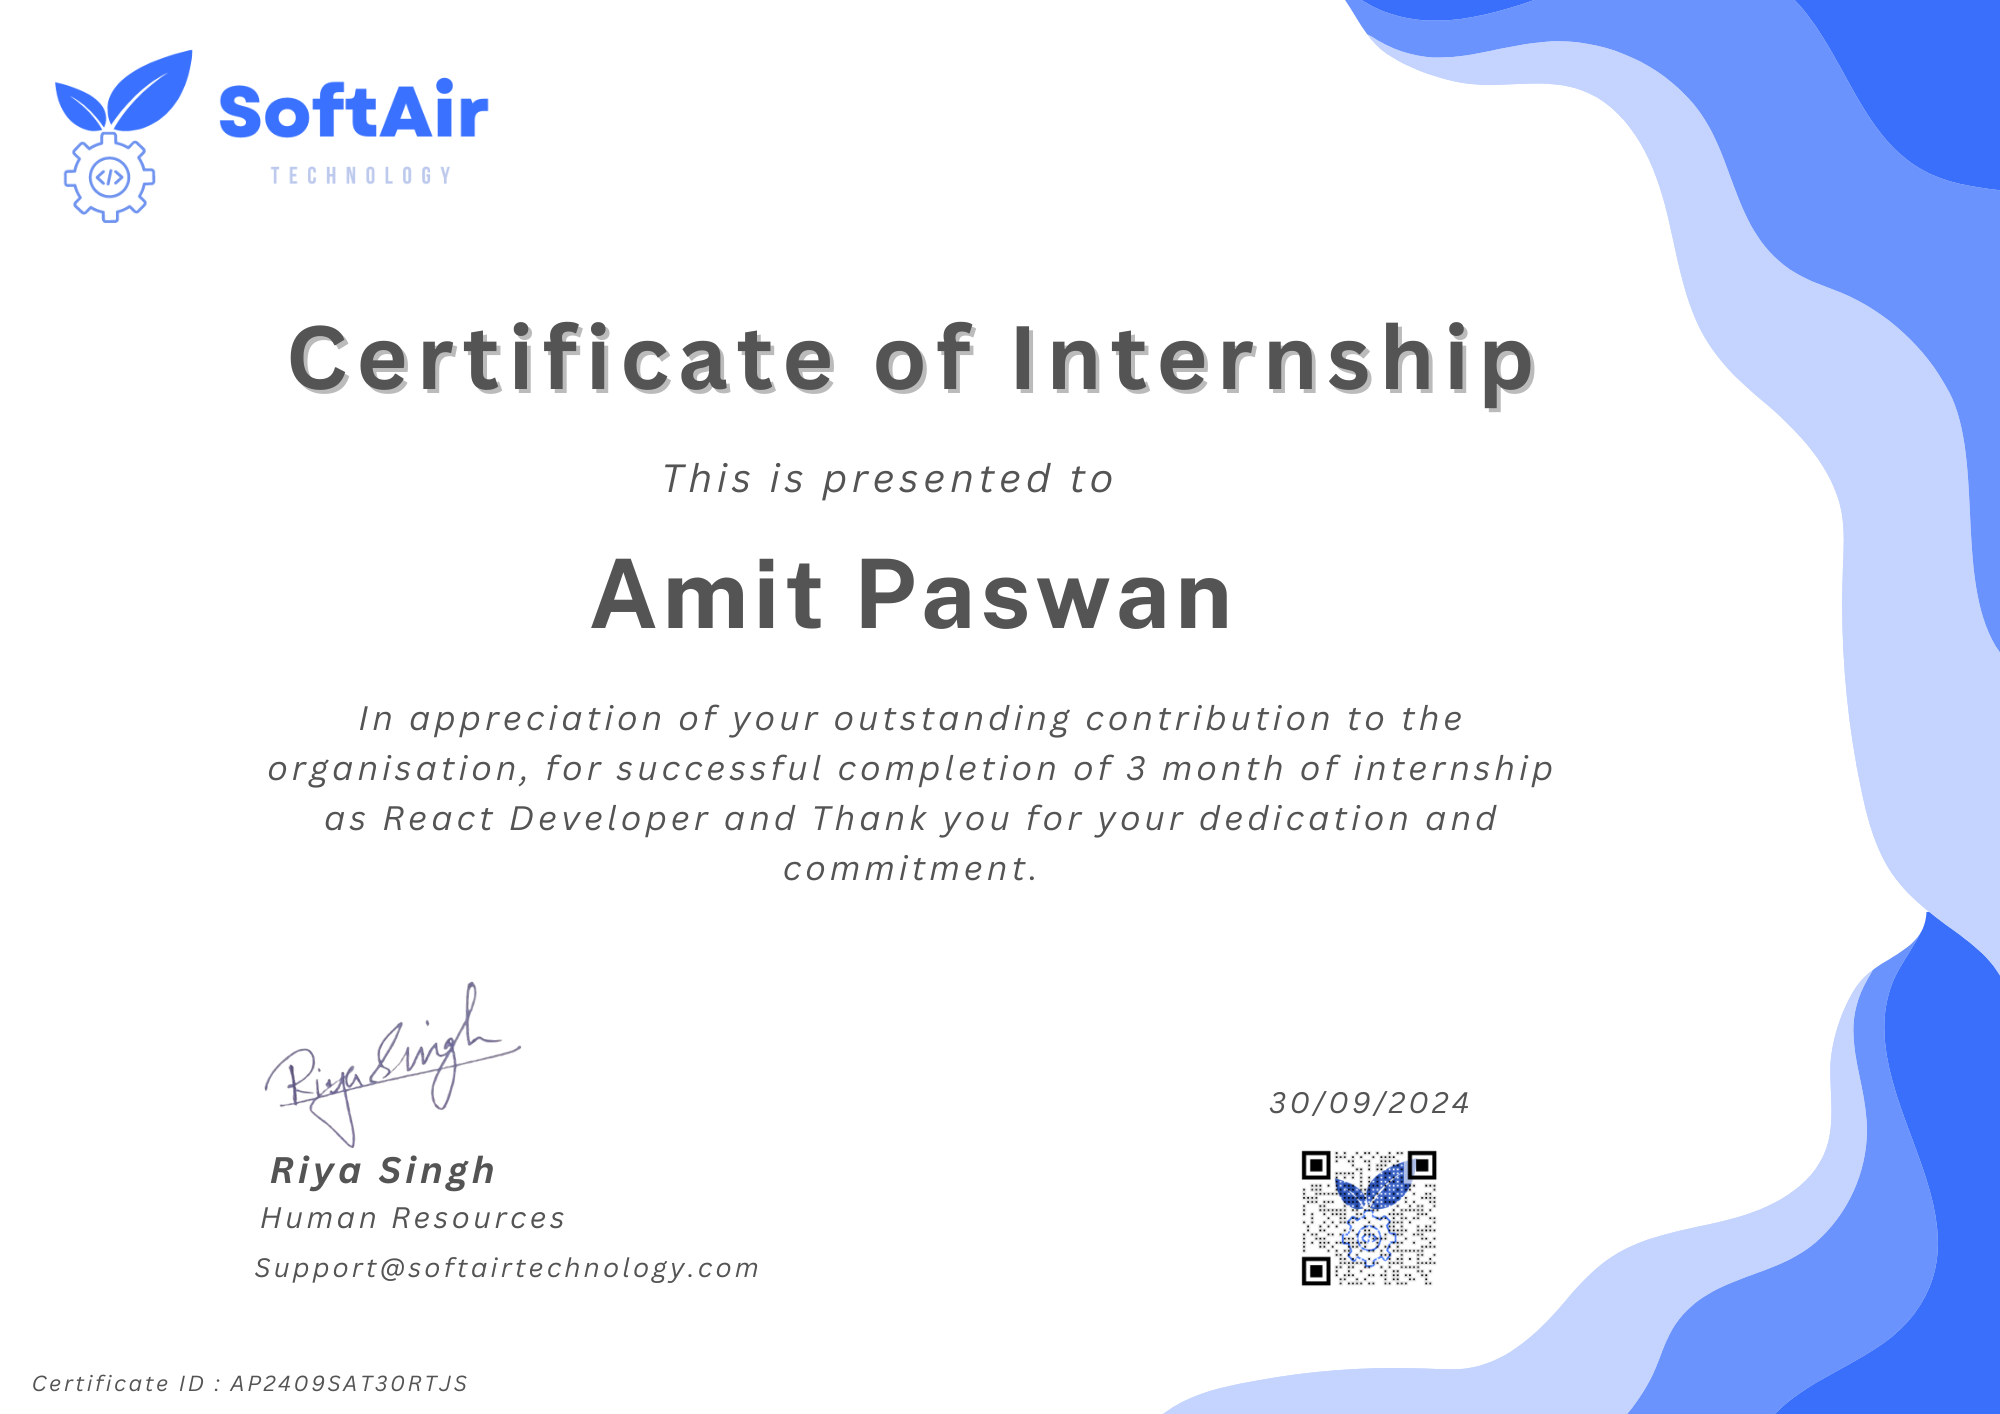 SoftAir
TECHNOLOGY
Certificate of Internship
This is presented to
Amit Paswan
In appreciation of your outstanding contribution to the
organisation, for successful completion of 3 month of internship
as React Developer and Thank you for your dedication and
commitment.
Riya Singh
Riya Singh
Human Resources
Support@softairtechnology.com
30/09/2024
Certificate ID : AP2409SAT30RTJS